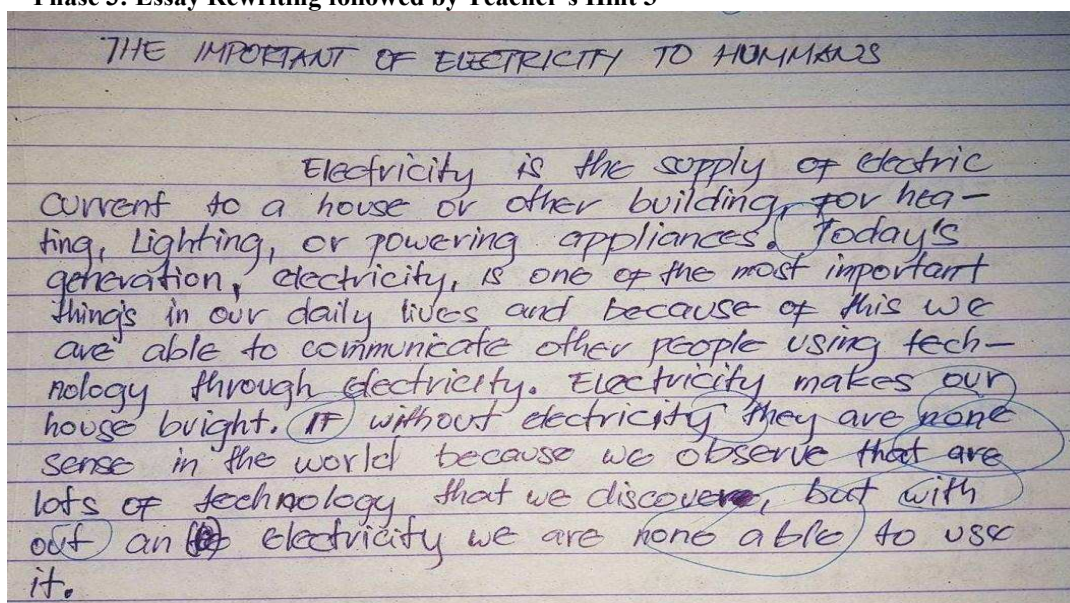 Phase 3: Essay Rewriting followed by Teacher's Hint 3
THE IMPORTANT OF ELECTRICITY TO HUMMANS
Electricity is the supply of electric
current to a house or other building, for hea-
ting, Lighting, or powering appliances. Today's
generation, electricity, is one of the most important
things in our daily lives and because of this we
are able to communicate other people using tech-
nology through electricity. Electricity makes our
house bright. IF without electricity they are none
sense in the world because we observe that are
lots of technology that we discovere, but with
out an electricity we are none able to use
it.